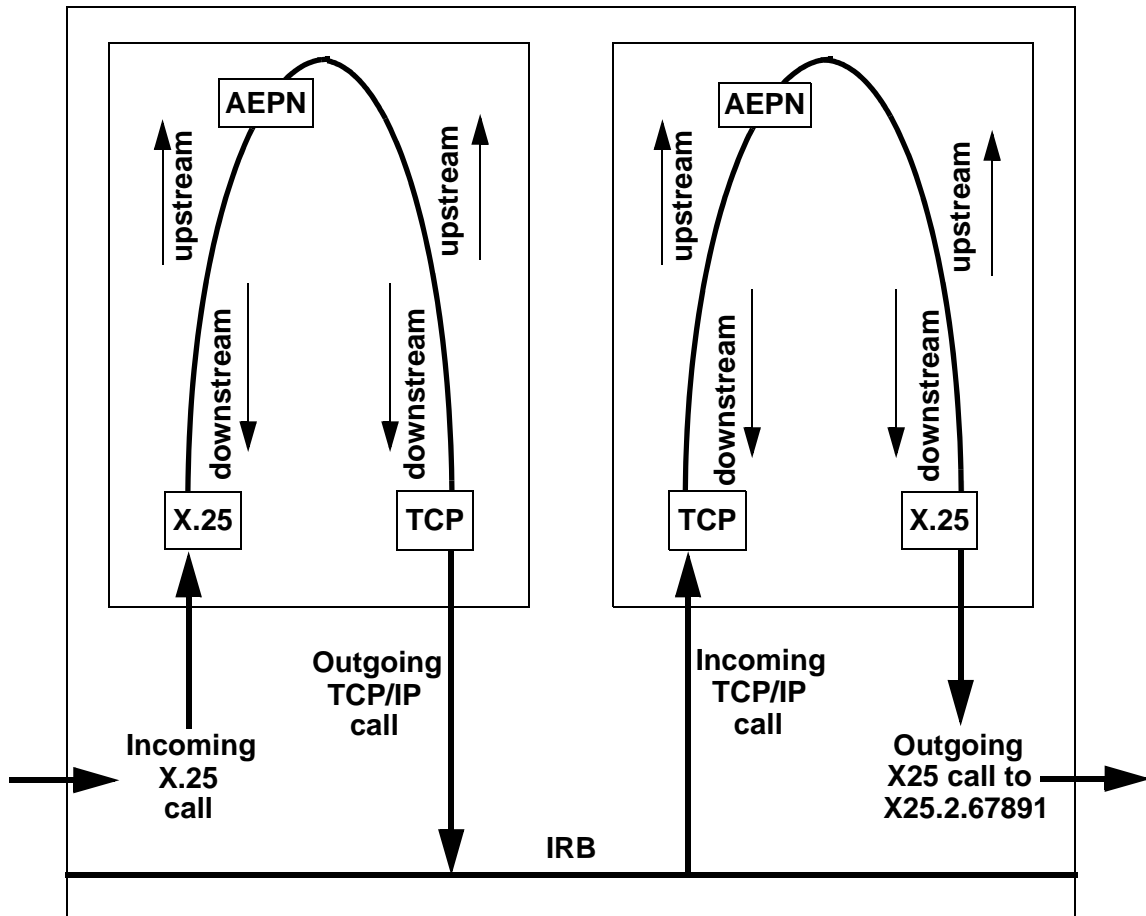 AEPN
upstream
upstream
downstream
downstream
X.25
TCP
AEPN
upstream
upstream
downstream
downstream
TCP
X.25
Incoming
X.25
call
Outgoing
TCP/IP
call
Incoming
TCP/IP
call
Outgoing
X25 call to
X25.2.67891
IRB